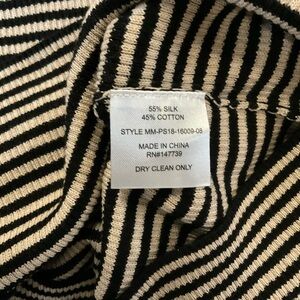 55% SILK
45% COTTON
STYLE MM-PS18-16009-08
MADE IN CHINA
RN#147739
DRY CLEAN ONLY